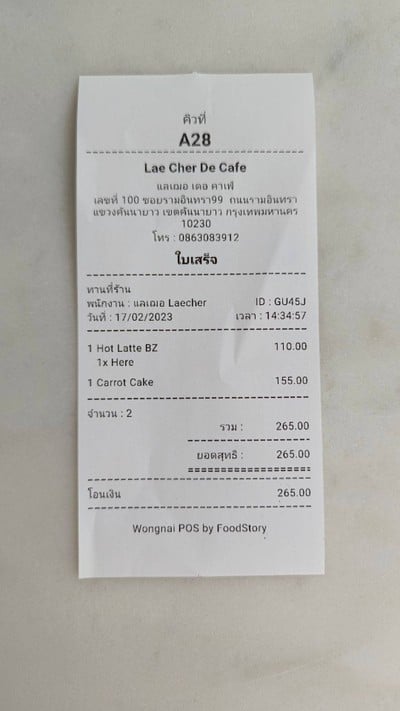 คิวที่
A28
Lae Cher De Cafe
แลเฌอ เดอ คาเฟ่
เลขที่ 100 ซอยรามอินทรา99 ถนนรามอินทรา
แขวงคันนายาว เขตคันนายาว กรุงเทพมหานคร
10230
โทร : 0863083912
ใบเสร็จ
ทานที่ร้าน
พนักงาน : แลเฌอ Laecher ID : GU45J
วันที่ : 17/02/2023 เวลา : 14:34:57
1 Hot Latte BZ 110.00
1x Here
1 Carrot Cake 155.00
จำนวน : 2
รวม : 265.00
ยอดสุทธิ : 265.00
โอนเงิน 265.00
Wongnai POS by FoodStory